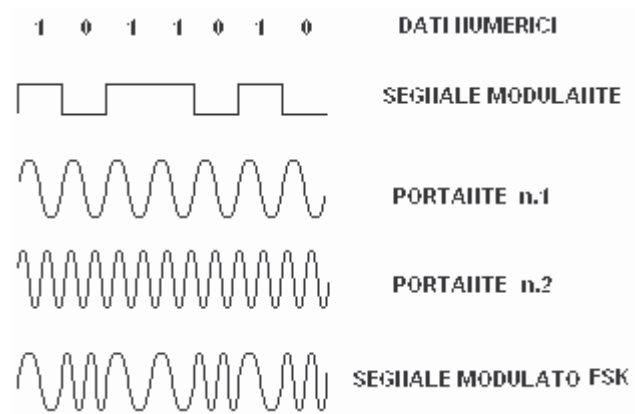 1 0 1 1 0 1 0 DATI NUMERICI
SEGNALE MODULANTE
PORTANTE n.1
PORTANTE n.2
SEGNALE MODULATO FSK